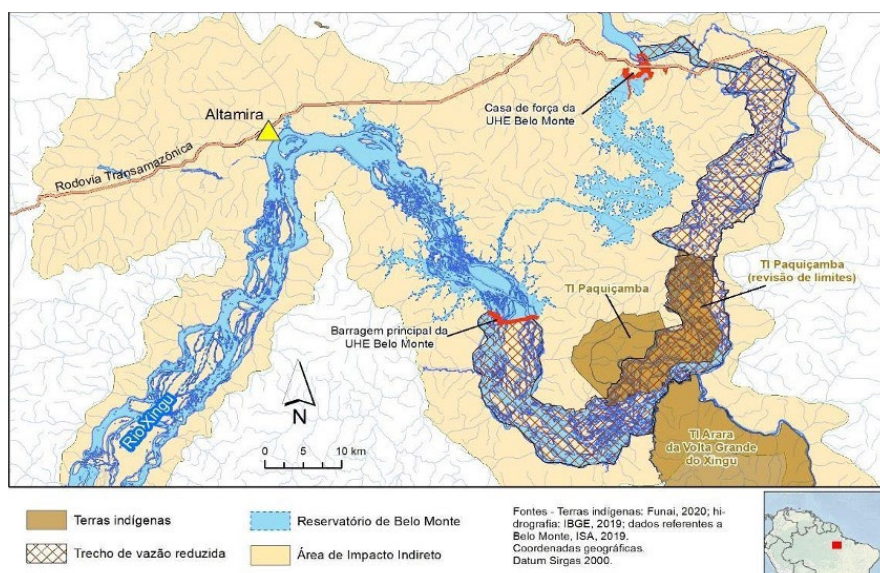 Altamira
Casa de força da
UHE Belo Monte
Rodovia Transamazônica
TI Paquiçamba
TI Paquiçamba
(revisão de limites)
Barragem principal da
UHE Belo Monte
Rio Xingu
N
0 5 10 km
TI Arara
da Volta Grande
do Xingu
Terras indígenas
Trecho de vazão reduzida
Reservatório de Belo Monte
Área de Impacto Indireto
Fontes - Terras indígenas: Funai, 2020; hi-
drografia: IBGE, 2019; dados referentes a
Belo Monte, ISA, 2019.
Coordenadas geográficas.
Datum Sirgas 2000.